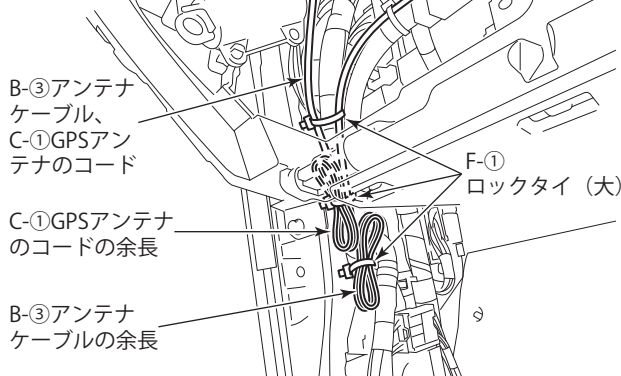 B-③アンテナ
ケーブル、
C-①GPSアン
テナのコード
F-①
ロックタイ（大）
C-①GPSアンテナ
のコードの余長
B-③アンテナ
ケーブルの余長